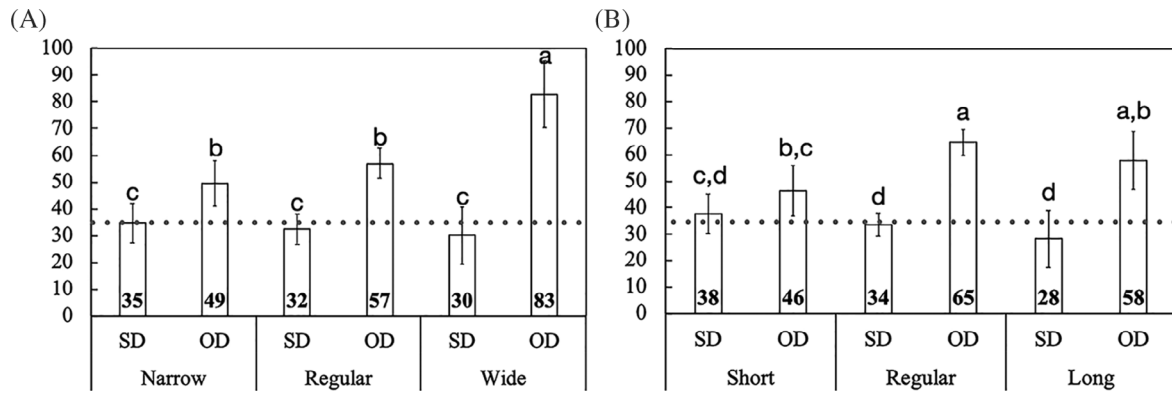 (A)
100
90
80
70
60
50
40
30
20
10
0
c b c b c a
35 49 32 57 30 83
SD OD SD OD SD OD
Narrow Regular Wide
(B)
100
90
80
70
60
50
40
30
20
10
0
c,d b,c d a d a,b
38 46 34 65 28 58
SD OD SD OD SD OD
Short Regular Long